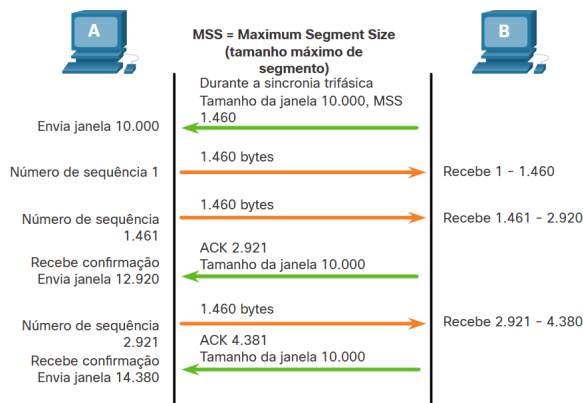 A
B
MSS = Maximum Segment Size
(tamanho máximo de
segmento)
Durante a sincronia trifásica
Tamanho da janela 10.000, MSS
1.460
Envia janela 10.000
1.460 bytes
Número de sequência 1
Recebe 1 - 1.460
1.460 bytes
Número de sequência
1.461
Recebe 1.461 - 2.920
ACK 2.921
Tamanho da janela 10.000
Recebe confirmação
Envia janela 12.920
1.460 bytes
Número de sequência
2.921
Recebe 2.921 - 4.380
ACK 4.381
Tamanho da janela 10.000
Recebe confirmação
Envia janela 14.380